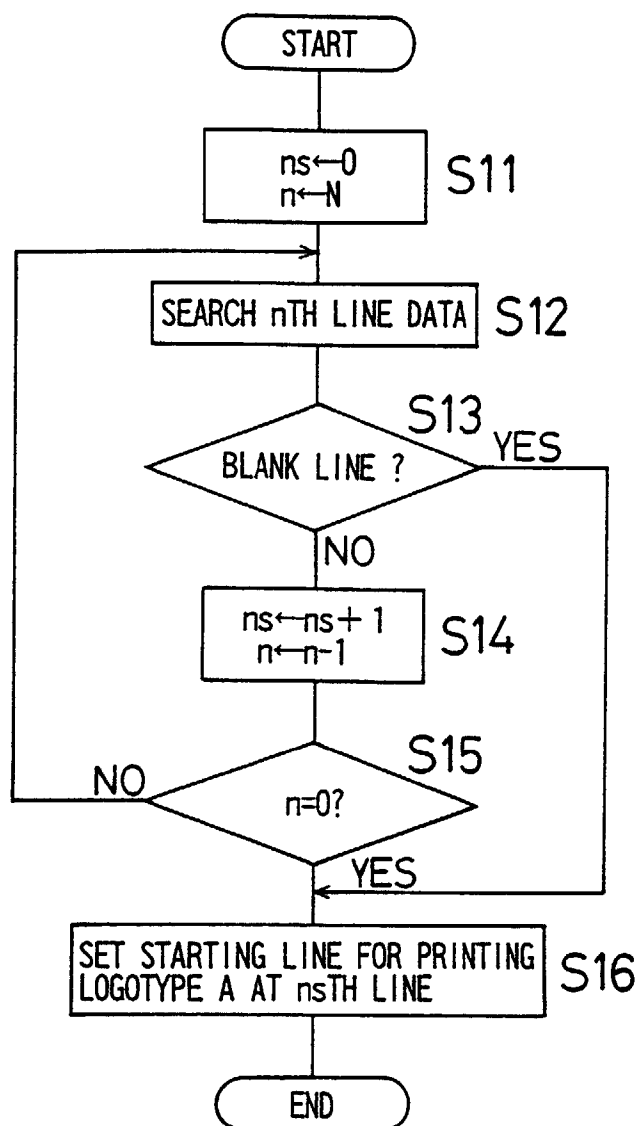 START
ns←0
n←N
S11
SEARCH nTH LINE DATA
S12
S13
BLANK LINE ?
YES
NO
ns←ns+1
n←n-1
S14
S15
NO
n=0?
YES
SET STARTING LINE FOR PRINTING
LOGOTYPE A AT nsTH LINE
S16
END